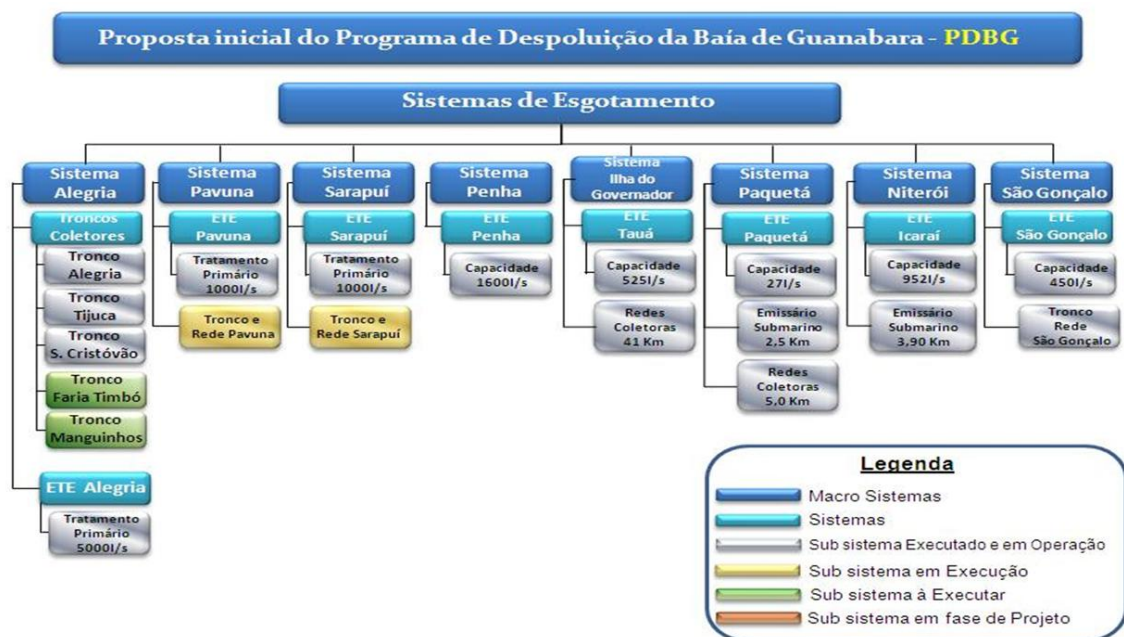 Proposta inicial do Programa de Despoluição da Baía de Guanabara - PDBG
Sistemas de Esgotamento
Sistema
Alegria
Troncos
Coletores
Tronco
Alegria
Tronco
Tijuca
Tronco
S. Cristóvão
Tronco
Faria Timbó
Tronco
Manguinhos
ETE Alegria
Tratamento
Primário
5000l/s
Sistema
Pavuna
ETE
Pavuna
Tratamento
Primário
1000l/s
Tronco e
Rede Pavuna
Sistema
Sarapuí
ETE
Sarapuí
Tratamento
Primário
1000l/s
Tronco e
Rede Sarapuí
Sistema
Penha
ETE
Penha
Capacidade
1600l/s
Sistema
Ilha do
Governador
ETE
Tauá
Capacidade
525l/s
Redes
Coletoras
41 Km
Sistema
Paquetá
ETE
Paquetá
Capacidade
27l/s
Emissário
Submarino
2,5 Km
Redes
Coletoras
5,0 Km
Sistema
Niterói
ETE
Icaraí
Capacidade
952l/s
Emissário
Submarino
3,90 Km
Sistema
São Gonçalo
ETE
São Gonçalo
Capacidade
450l/s
Tronco
Rede
São Gonçalo
Legenda
Macro Sistemas
Sistemas
Sub sistema Executado e em Operação
Sub sistema em Execução
Sub sistema à Executar
Sub sistema em fase de Projeto